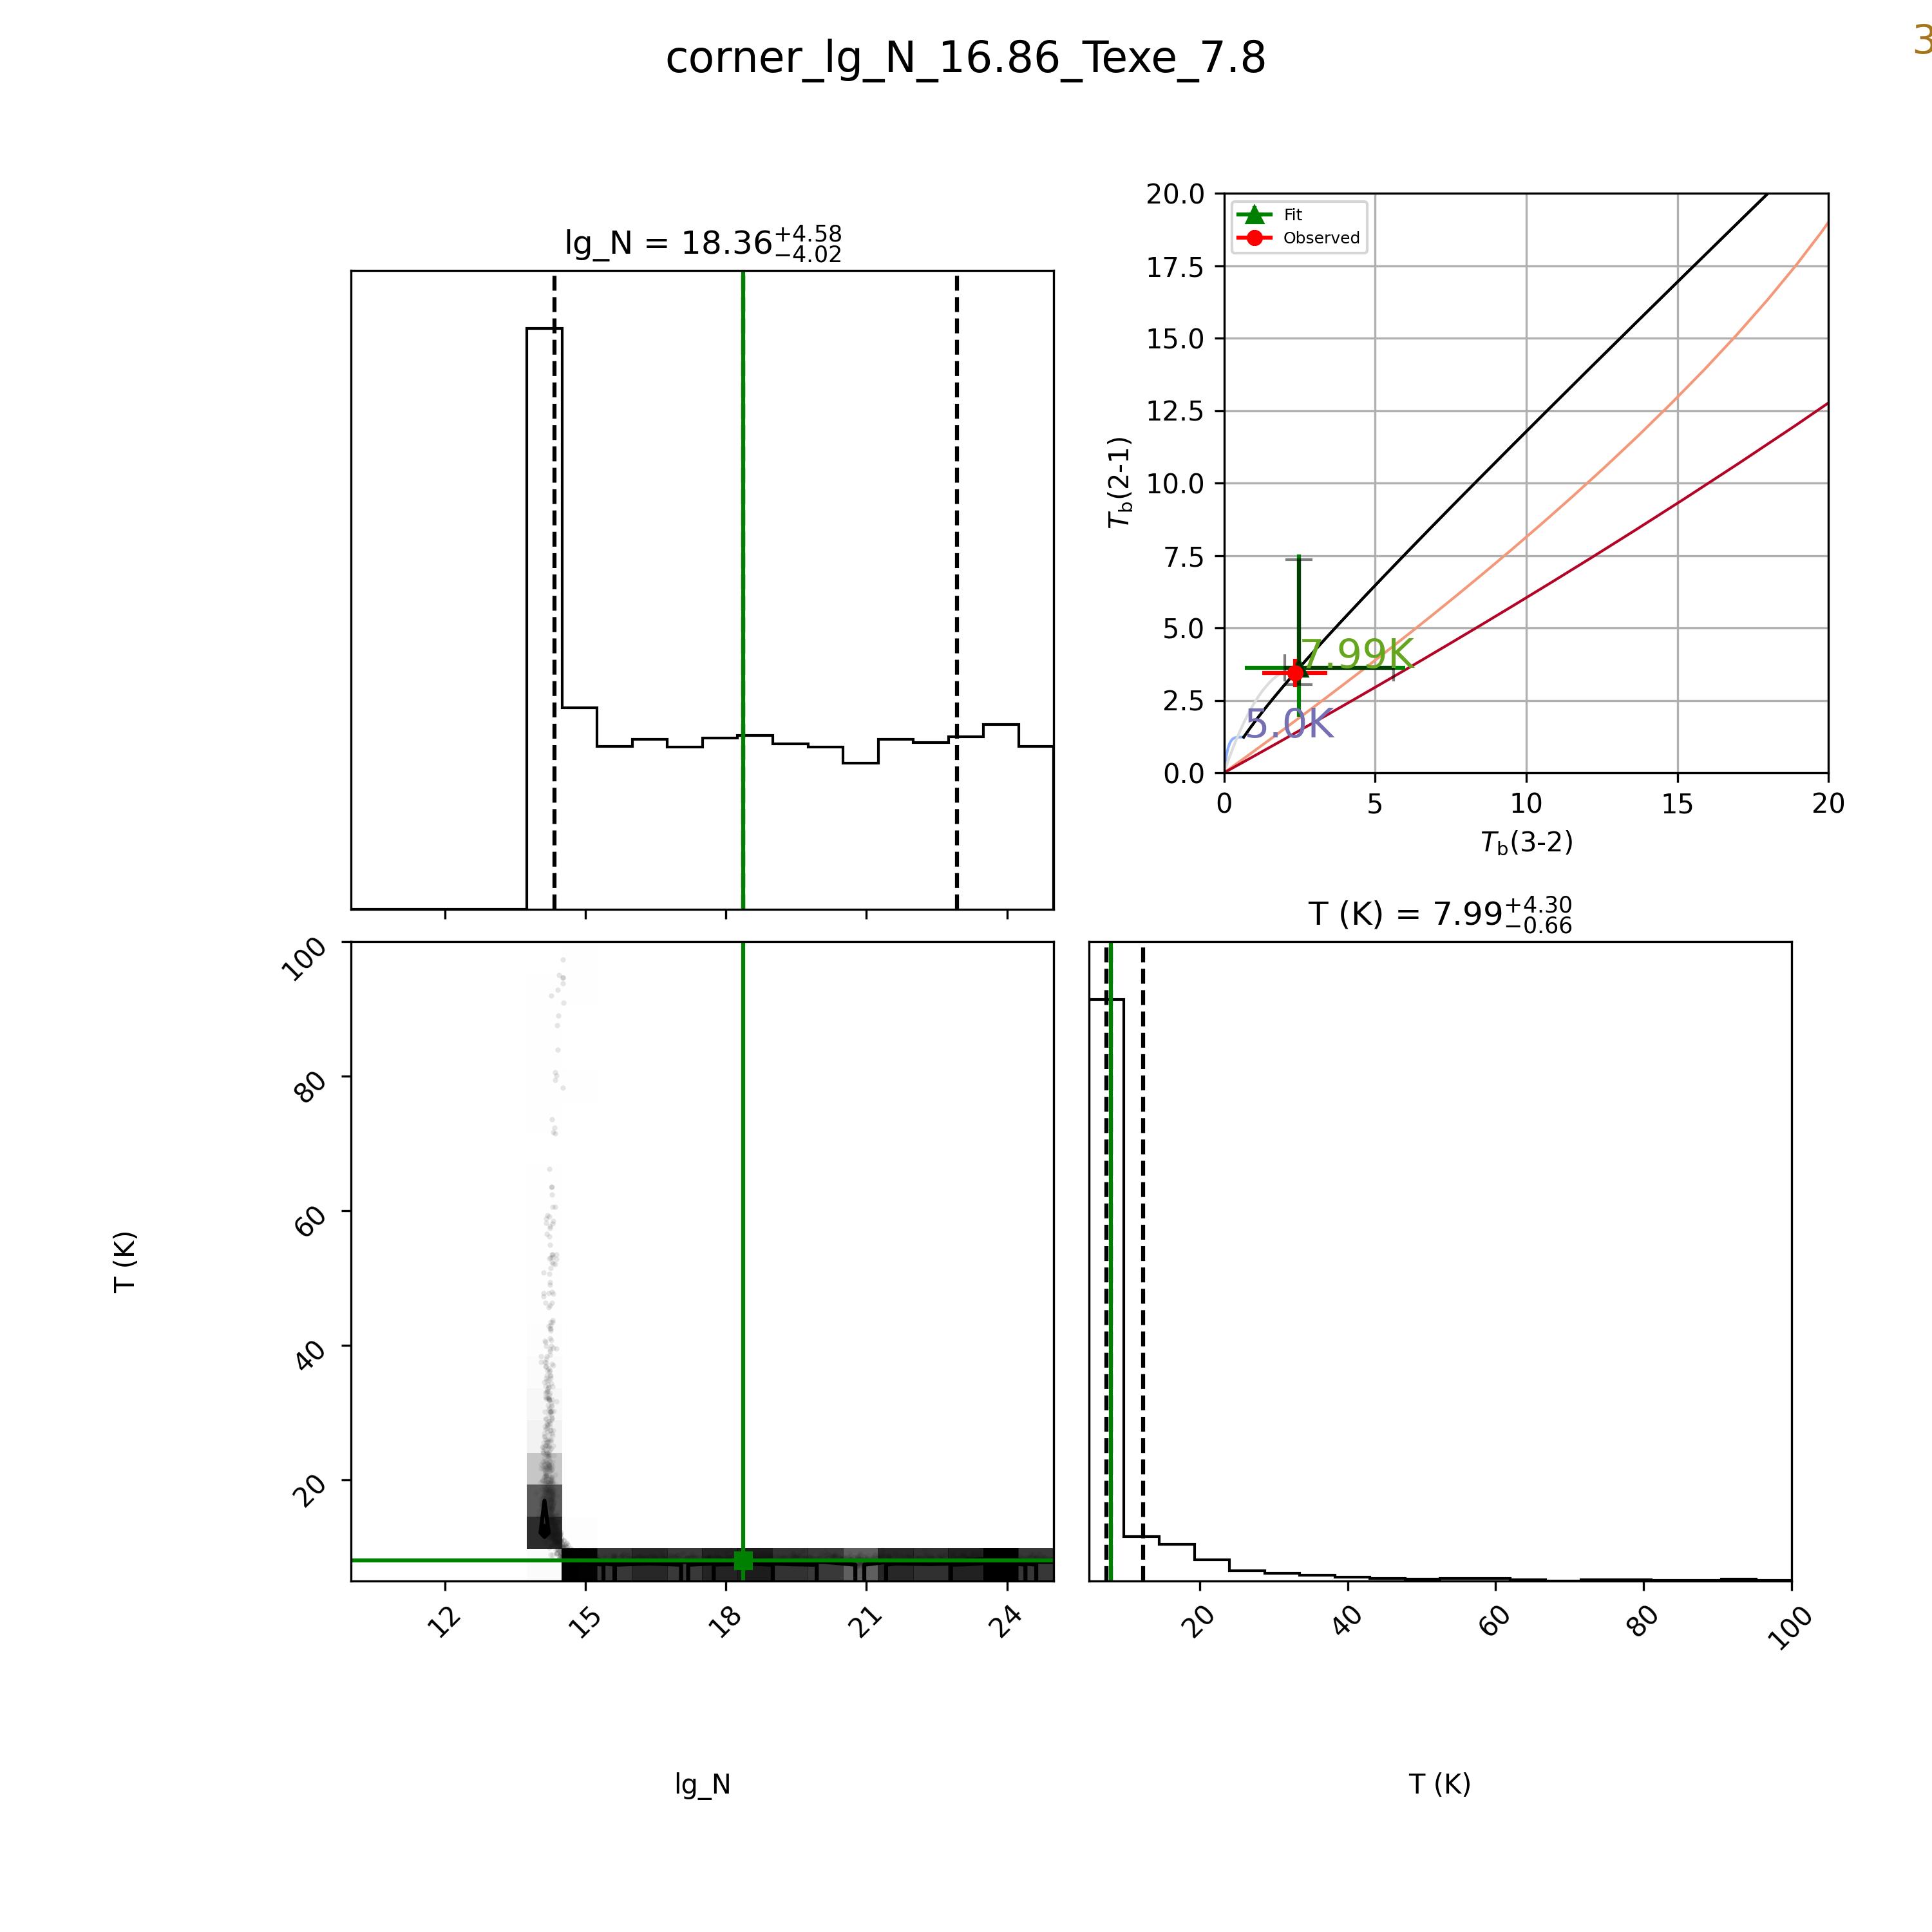 corner_lg_N_16.86_Texe_7.8
3
lg_N = 18.36+4.58−4.02
20.0
17.5
15.0
12.5
10.0
7.5
5.0
2.5
0.0
Tb(2-1)
Fit
Observed
7.99K
5.0K
0 5 10 15 20
Tb(3-2)
T (K) = 7.99+4.30−0.66
100
80
60
40
20
T (K)
12 15 18 21 24
lg_N
20 40 60 80 100
T (K)